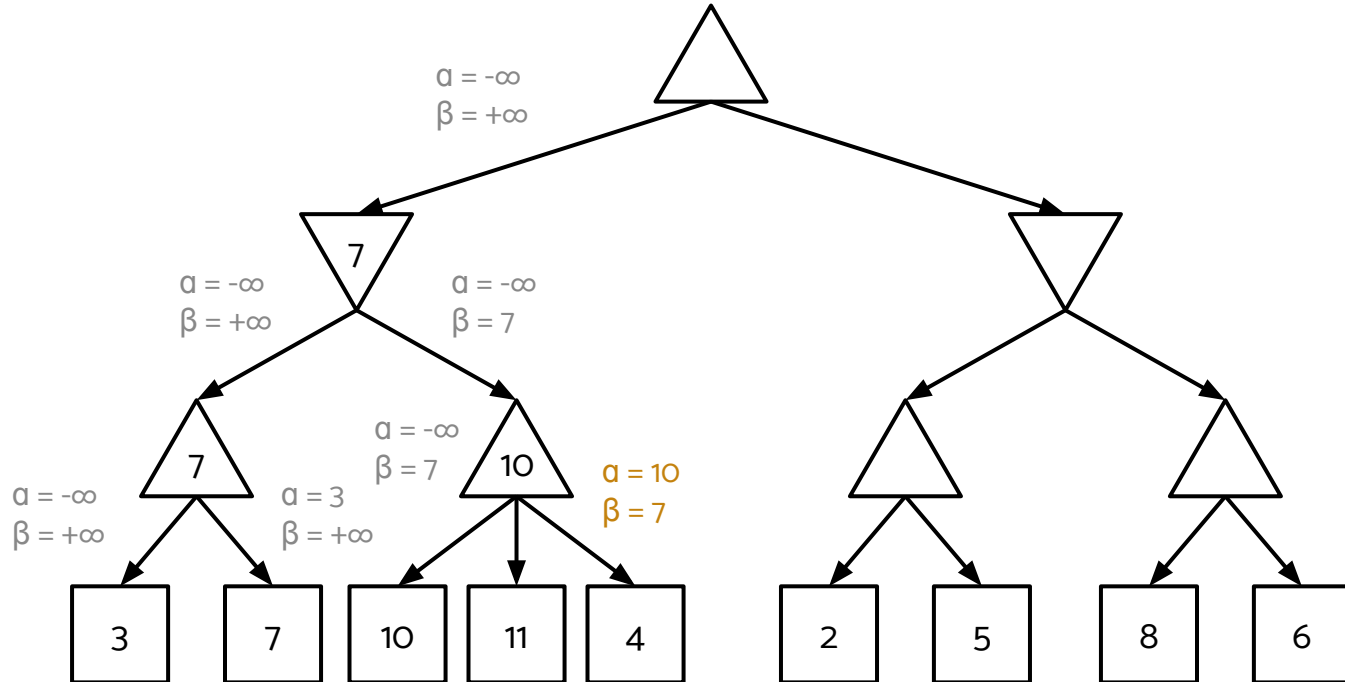 α = -∞
β = +∞
7
α = -∞
β = +∞
α = -∞
β = 7
7
α = -∞
β = 7
10
α = 10
β = 7
α = -∞
β = +∞
α = 3
β = +∞
3
7
10
11
4
2
5
8
6